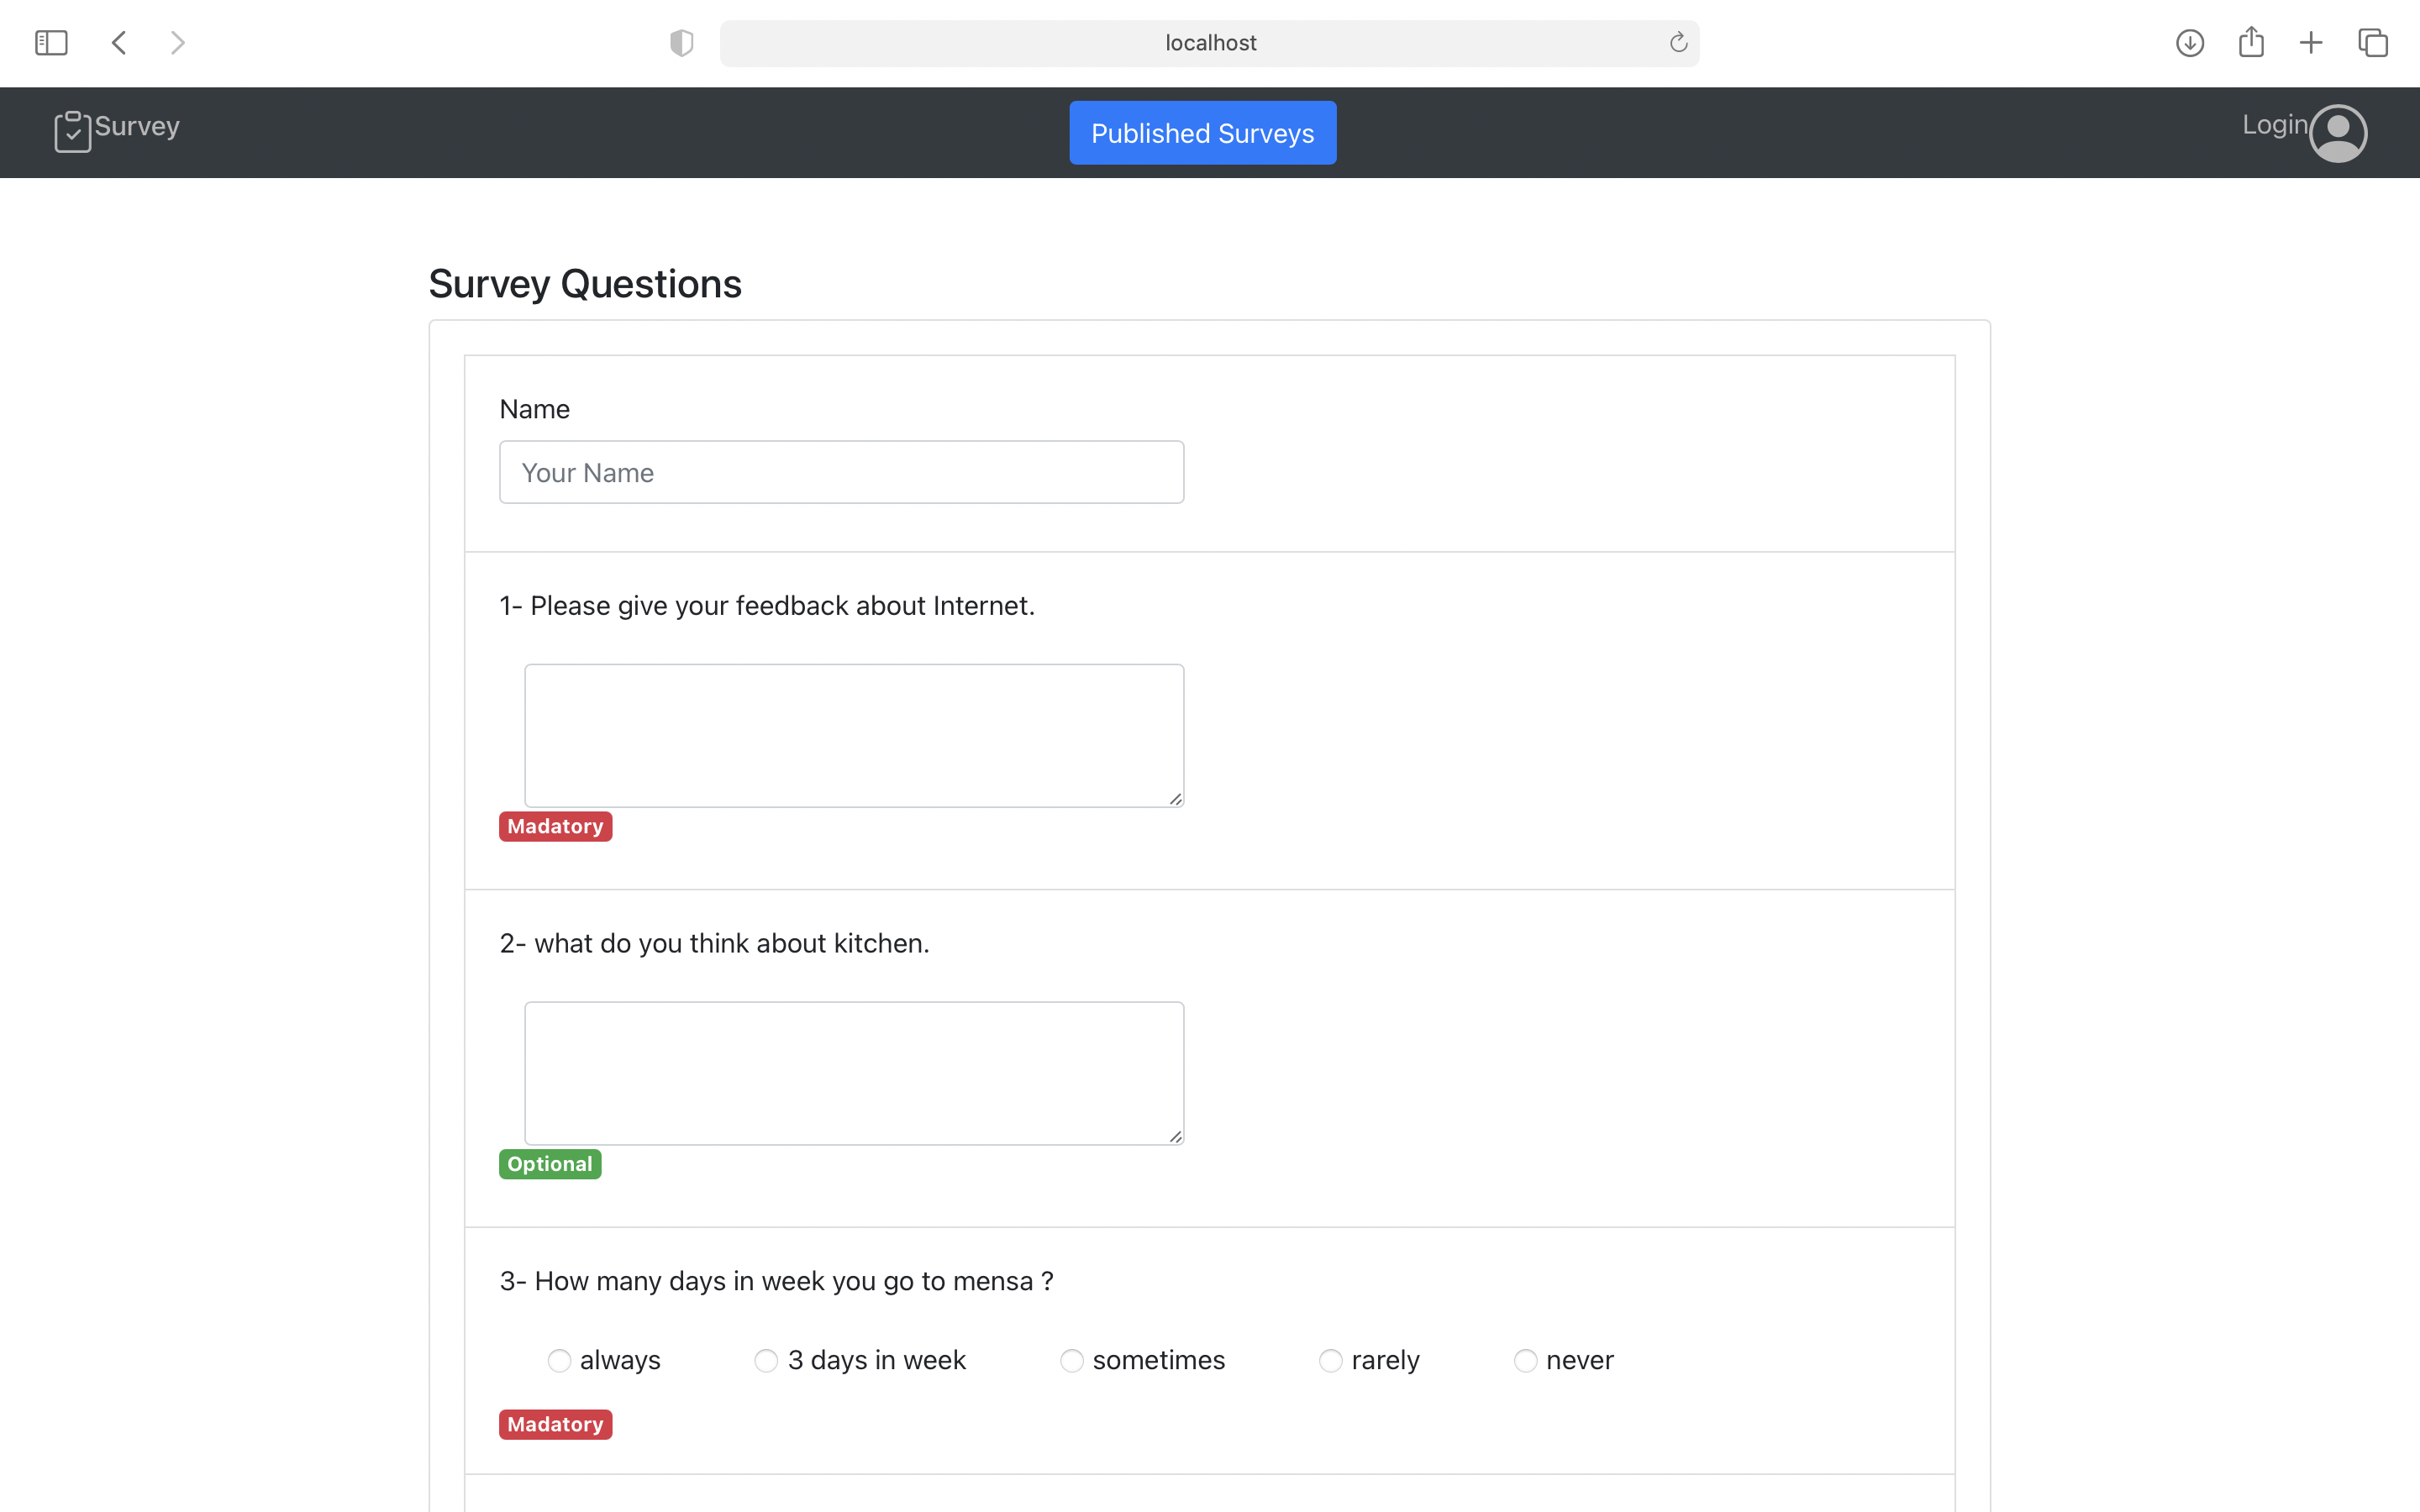 localhost
Survey
Published Surveys
Login
Survey Questions
Name
Your Name
1- Please give your feedback about Internet.
Madatory
2- what do you think about kitchen.
Optional
3- How many days in week you go to mensa ?
always 3 days in week sometimes rarely never
Madatory